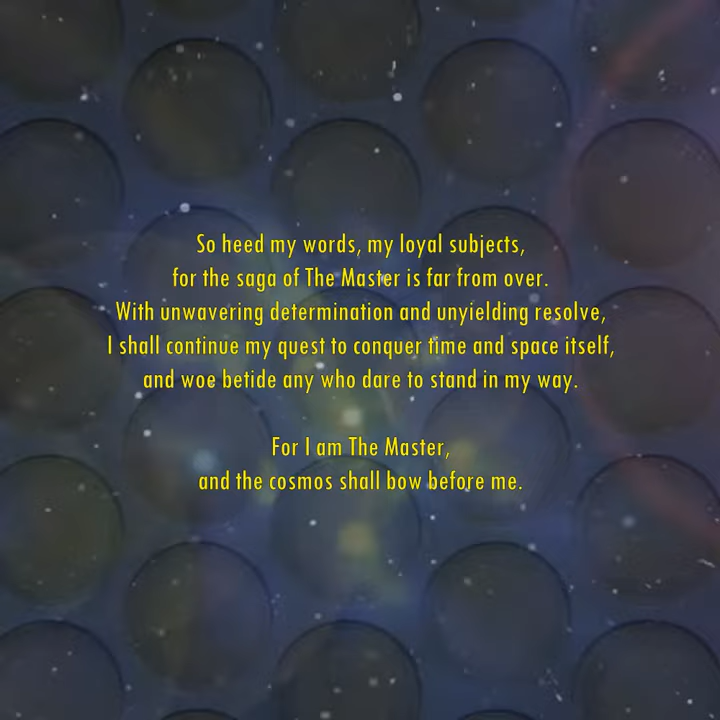 So heed my words, my loyal subjects,
for the saga of The Master is far from over.
With unwavering determination and unyielding resolve,
I shall continue my quest to conquer time and space itself,
and woe betide any who dare to stand in my way.
For I am The Master,
and the cosmos shall bow before me.